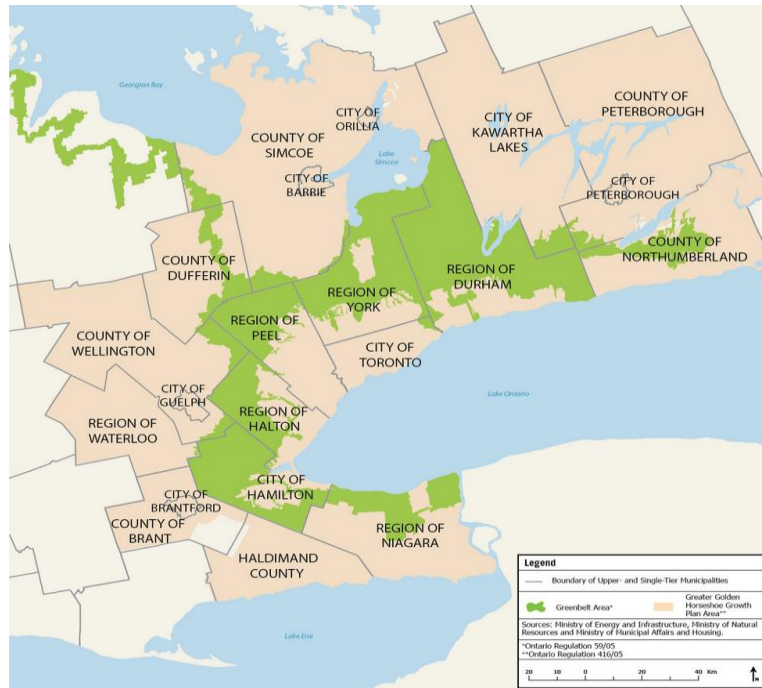 Georgian Bay
COUNTY OF
SIMCOE
CITY OF
ORILLIA
Lake
Simcoe
CITY OF
BARRIE
CITY OF
KAWARTHA
LAKES
COUNTY OF
PETERBOROUGH
CITY OF
PETERBOROUGH
COUNTY OF
NORTHUMBERLAND
COUNTY OF
DUFFERIN
REGION OF
DURHAM
REGION OF
YORK
REGION OF
PEEL
COUNTY OF
WELLINGTON
CITY OF
TORONTO
CITY OF
GUELPH
Lake Ontario
REGION OF
WATERLOO
REGION OF
HALTON
CITY OF
HAMILTON
CITY OF
BRANTFORD
COUNTY OF
BRANT
REGION OF
NIAGARA
HALDIMAND
COUNTY
Lake Erie
Legend
Boundary of Upper- and Single-Tier Municipalities
Greenbelt Area*
Greater Golden
Horseshoe Growth
Plan Area**
Sources: Ministry of Energy and Infrastructure, Ministry of Natural
Resources and Ministry of Municipal Affairs and Housing.
*Ontario Regulation 59/05
**Ontario Regulation 416/05
20 10 0 20 40 Km
N